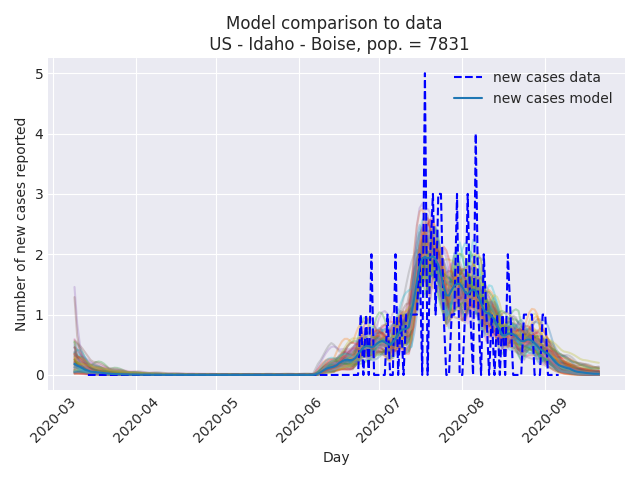 Model comparison to data
US - Idaho - Boise, pop. = 7831
new cases data
new cases model
Number of new cases reported
5
4
3
2
1
0
2020-03
2020-04
2020-05
2020-06
2020-07
2020-08
2020-09
Day